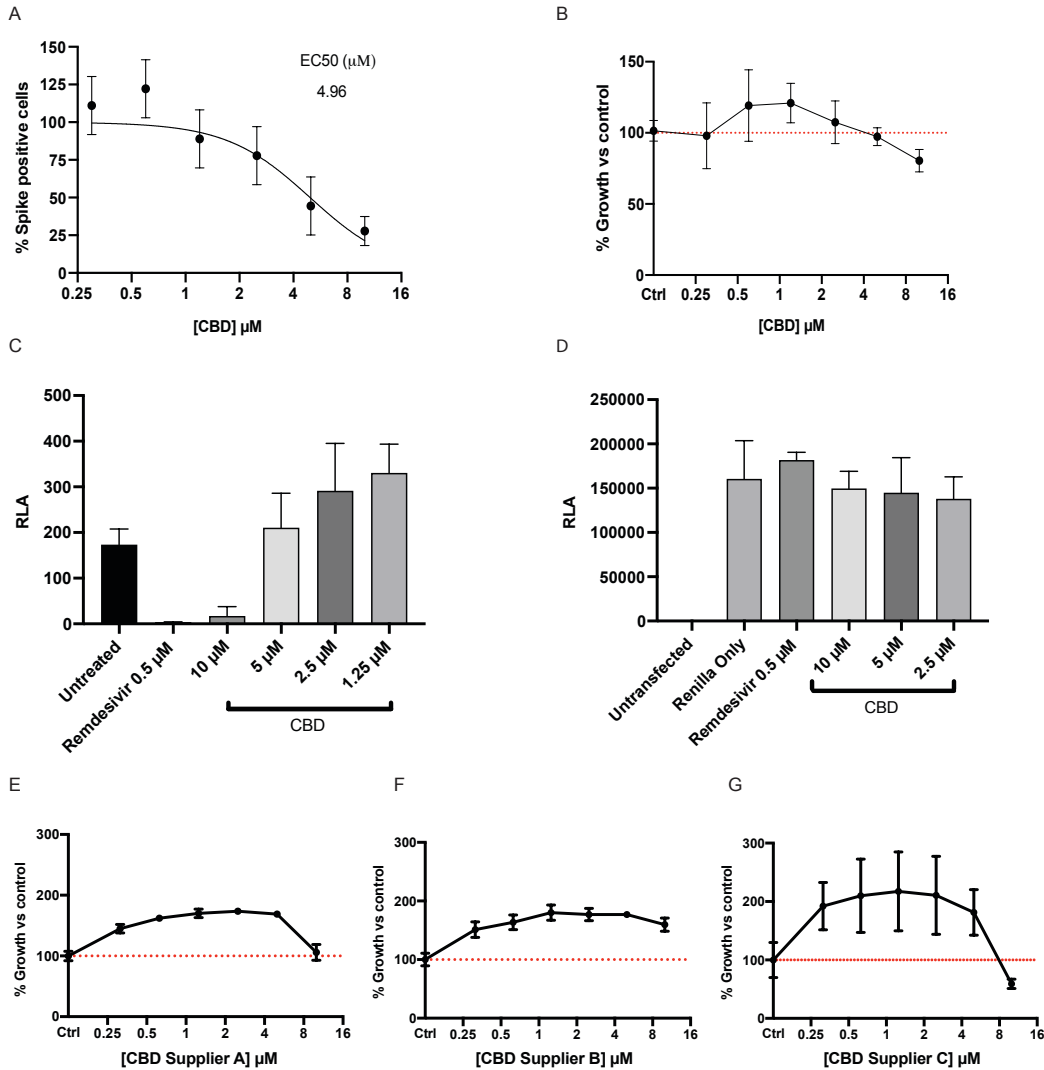 A
EC50 (µM)
4.96
150
125
100
75
50
25
0
% Spike positive cells
0.25 0.5 1 2 4 8 16
[CBD] µM
B
150
100
50
0
% Growth vs control
Ctrl 0.25 0.5 1 2 4 8 16
[CBD] µM
C
500
400
300
200
100
0
RLA
Untreated
Remdesivir 0.5 µM
10 µM
5 µM
2.5 µM
1.25 µM
CBD
D
250000
200000
150000
100000
50000
0
RLA
Untransfected
Renilla Only
Remdesivir 0.5 µM
10 µM
5 µM
2.5 µM
CBD
E
300
200
100
0
% Growth vs control
Ctrl 0.25 0.5 1 2 4 8 16
[CBD Supplier A] µM
F
300
200
100
0
% Growth vs control
Ctrl 0.25 0.5 1 2 4 8 16
[CBD Supplier B] µM
G
300
200
100
0
% Growth vs control
Ctrl 0.25 0.5 1 2 4 8 16
[CBD Supplier C] µM